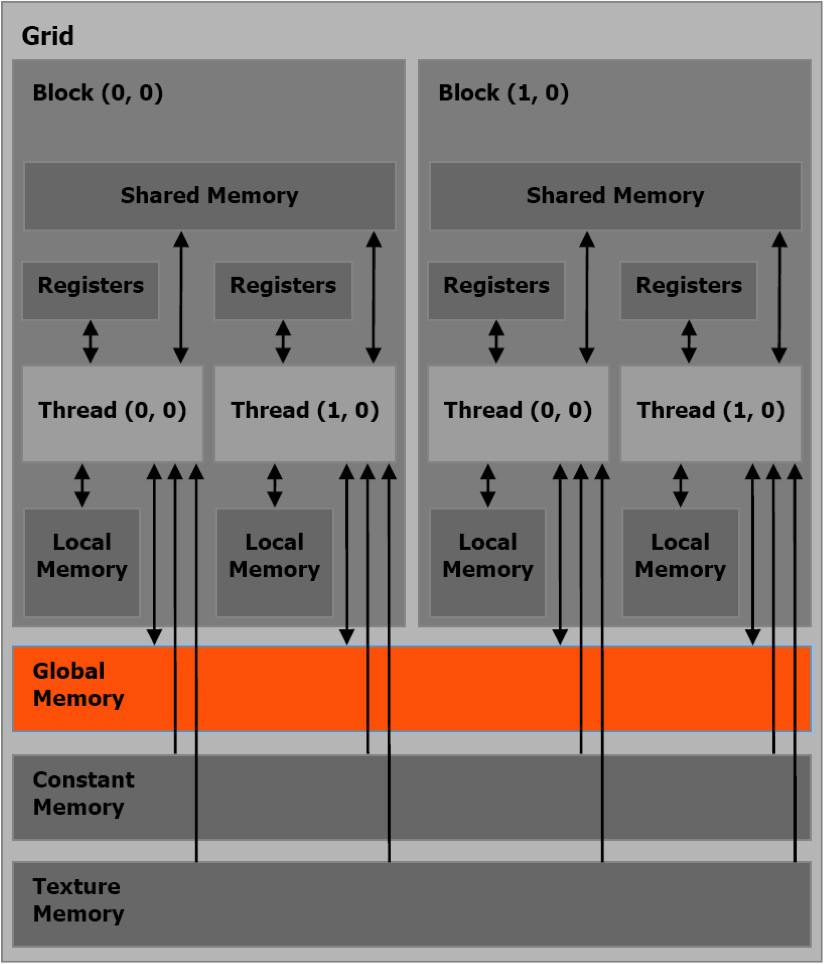 Grid
Block (0, 0)
Block (1, 0)
Shared Memory
Shared Memory
Registers
Registers
Registers
Registers
Thread (0, 0)
Thread (1, 0)
Thread (0, 0)
Thread (1, 0)
Local
Memory
Local
Memory
Local
Memory
Local
Memory
Global
Memory
Constant
Memory
Texture
Memory